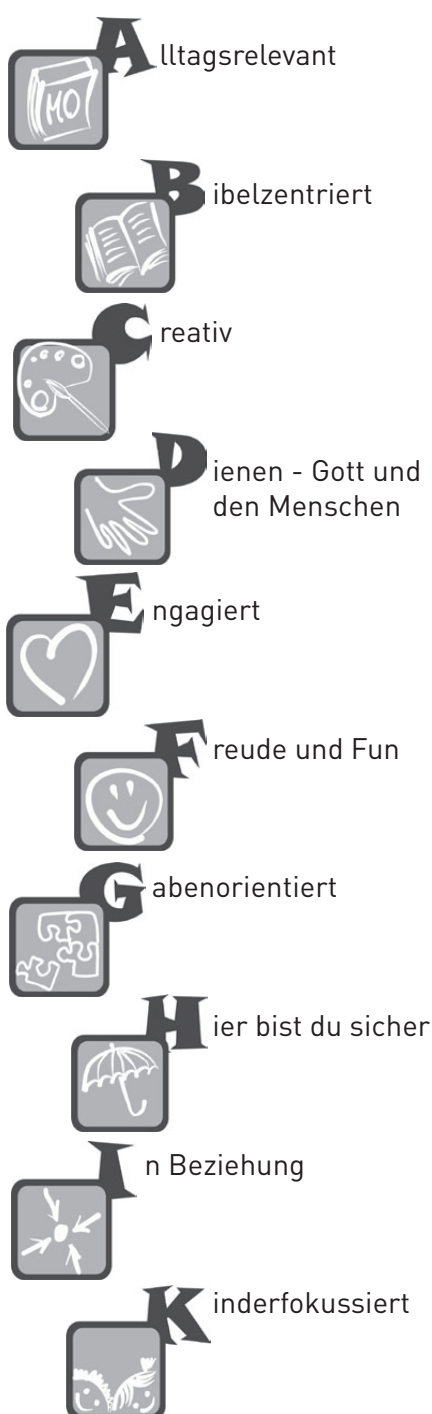 Alltagsrelevant
MO
Bibelzentriert
Creativ
Dienen - Gott und
den Menschen
Engagiert
Freude und Fun
Gabenorientiert
Hier bist du sicher
In Beziehung
Kinderfokussiert